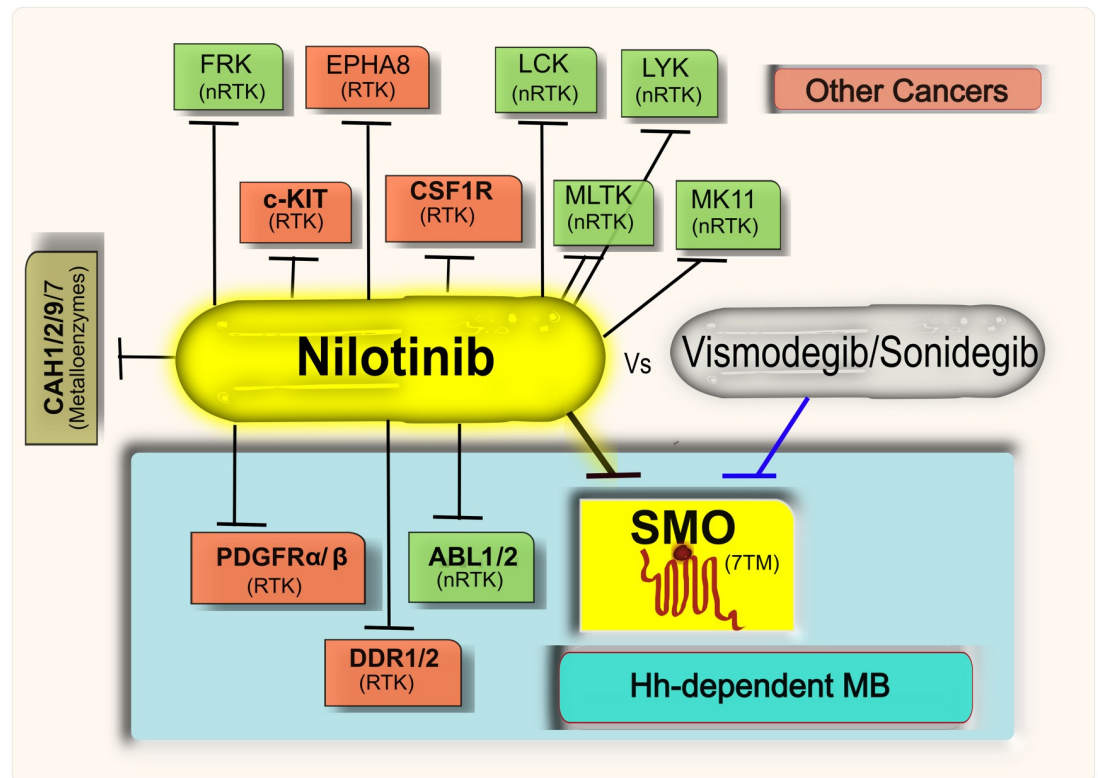 FRK
(nRTK)
EPHA8
(RTK)
LCK
(nRTK)
LYK
(nRTK)
Other Cancers
c-KIT
(RTK)
CSF1R
(RTK)
MLTK
(nRTK)
MK11
(nRTK)
CAH1/2/9/7
(Metalloenzymes)
Nilotinib
Vs
Vismodegib/Sonidegib
PDGFRα/ β
(RTK)
ABL1/2
(nRTK)
SMO
(7TM)
DDR1/2
(RTK)
Hh-dependent MB